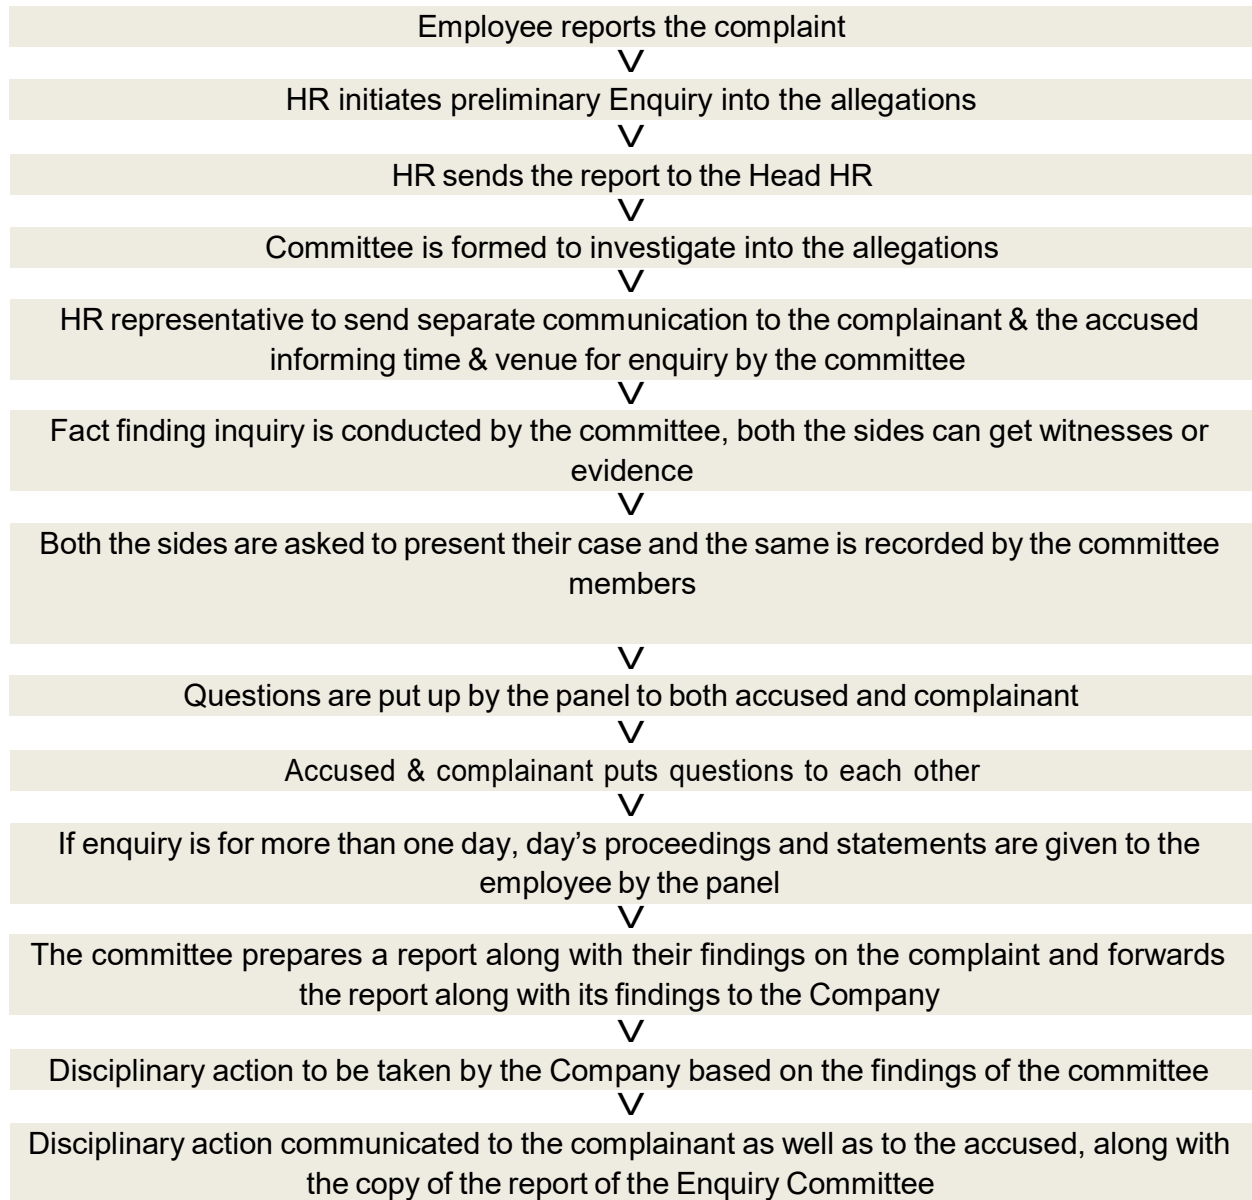 Employee reports the complaint
V
HR initiates preliminary Enquiry into the allegations
V
HR sends the report to the Head HR
V
Committee is formed to investigate into the allegations
V
HR representative to send separate communication to the complainant & the accused
informing time & venue for enquiry by the committee
V
Fact finding inquiry is conducted by the committee, both the sides can get witnesses or
evidence
V
Both the sides are asked to present their case and the same is recorded by the committee
members
V
Questions are put up by the panel to both accused and complainant
V
Accused & complainant puts questions to each other
V
If enquiry is for more than one day, day’s proceedings and statements are given to the
employee by the panel
V
The committee prepares a report along with their findings on the complaint and forwards
the report along with its findings to the Company
V
Disciplinary action to be taken by the Company based on the findings of the committee
V
Disciplinary action communicated to the complainant as well as to the accused, along with
the copy of the report of the Enquiry Committee